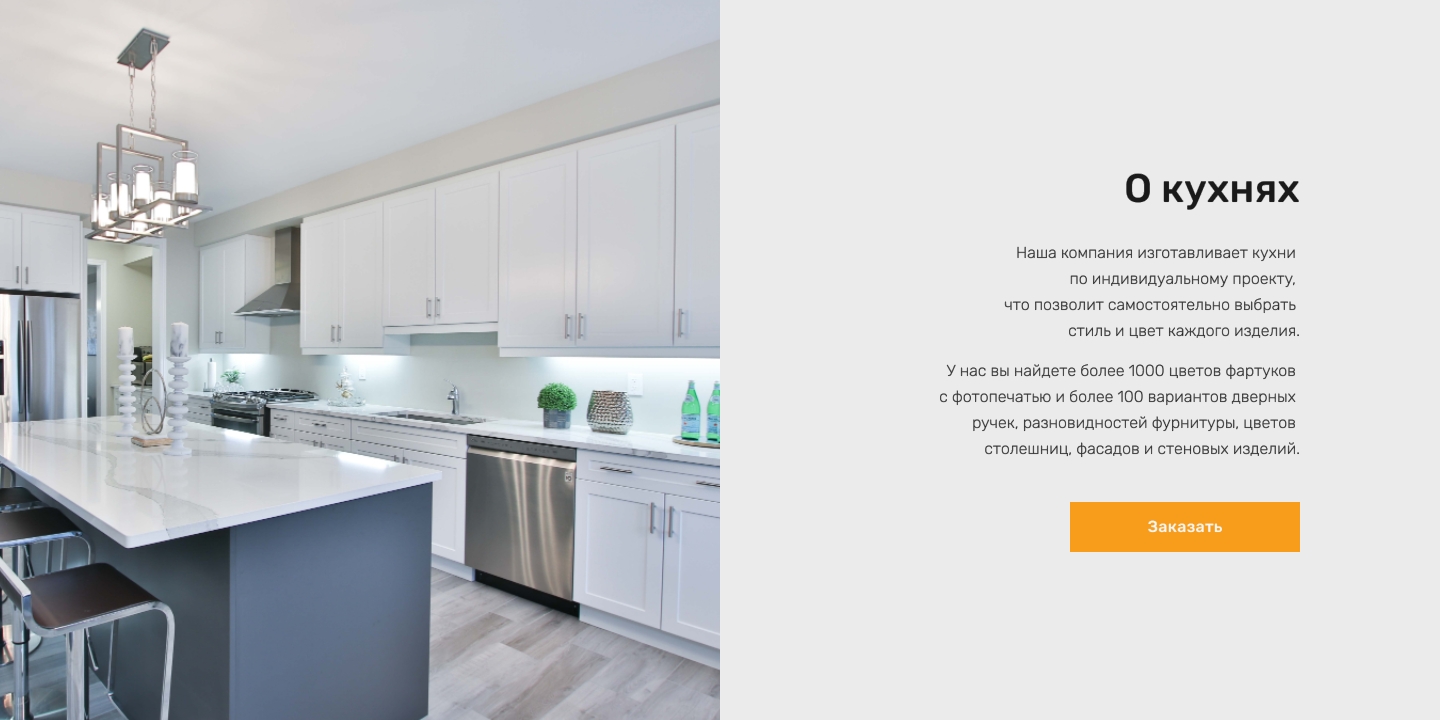 О кухнях
Наша компания изготавливает кухни
по индивидуальному проекту,
что позволит самостоятельно выбрать
стиль и цвет каждого изделия.
У нас вы найдете более 1000 цветов фартуков
с фотопечатью и более 100 вариантов дверных
ручек, разновидностей фурнитуры, цветов
столешниц, фасадов и стеновых изделий.
Заказать